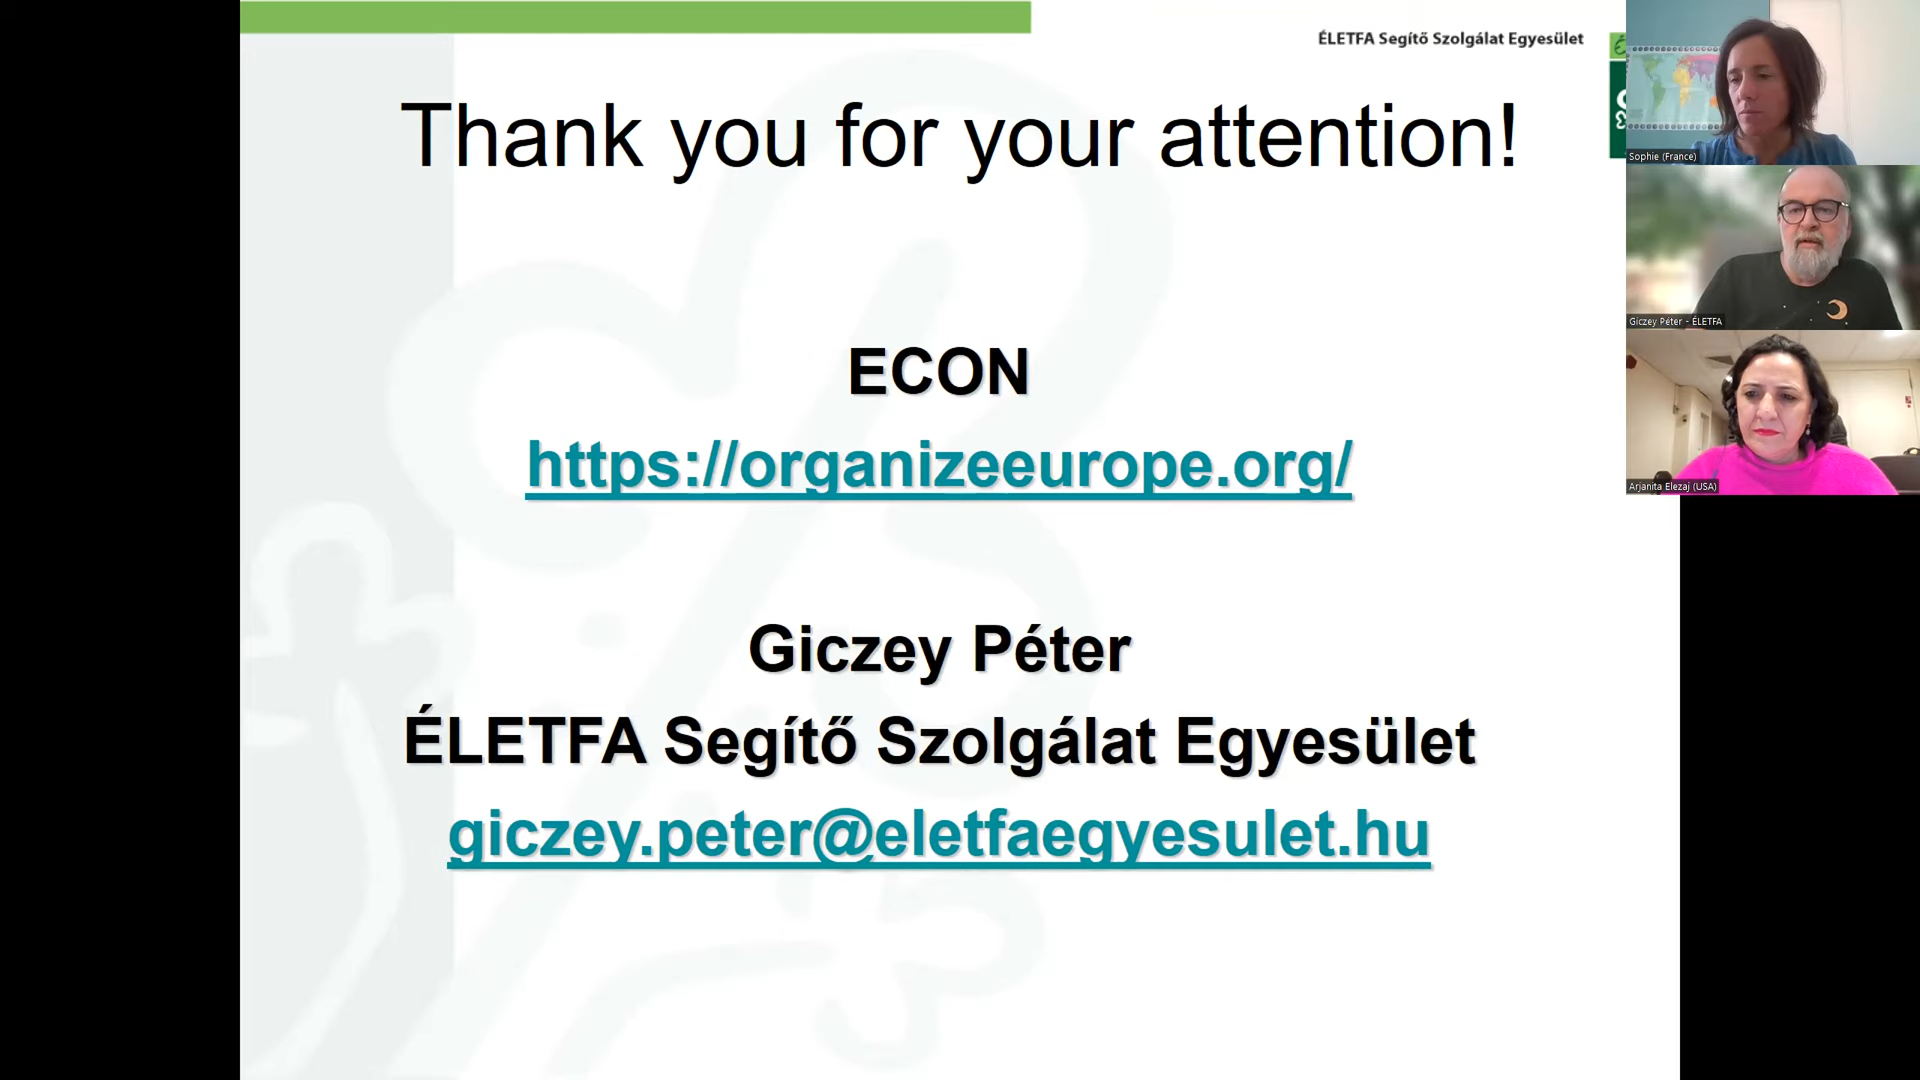 ÉLETFA Segítő Szolgálat Egyesület
Thank you for your attention!
ECON
https://organizeeurope.org/
Giczey Péter
ÉLETFA Segítő Szolgálat Egyesület
giczey.peter@eletfaegyesulet.hu
Sophie (France)
Giczey Péter - ÉLETFA
Arjanita Elezaj (USA)